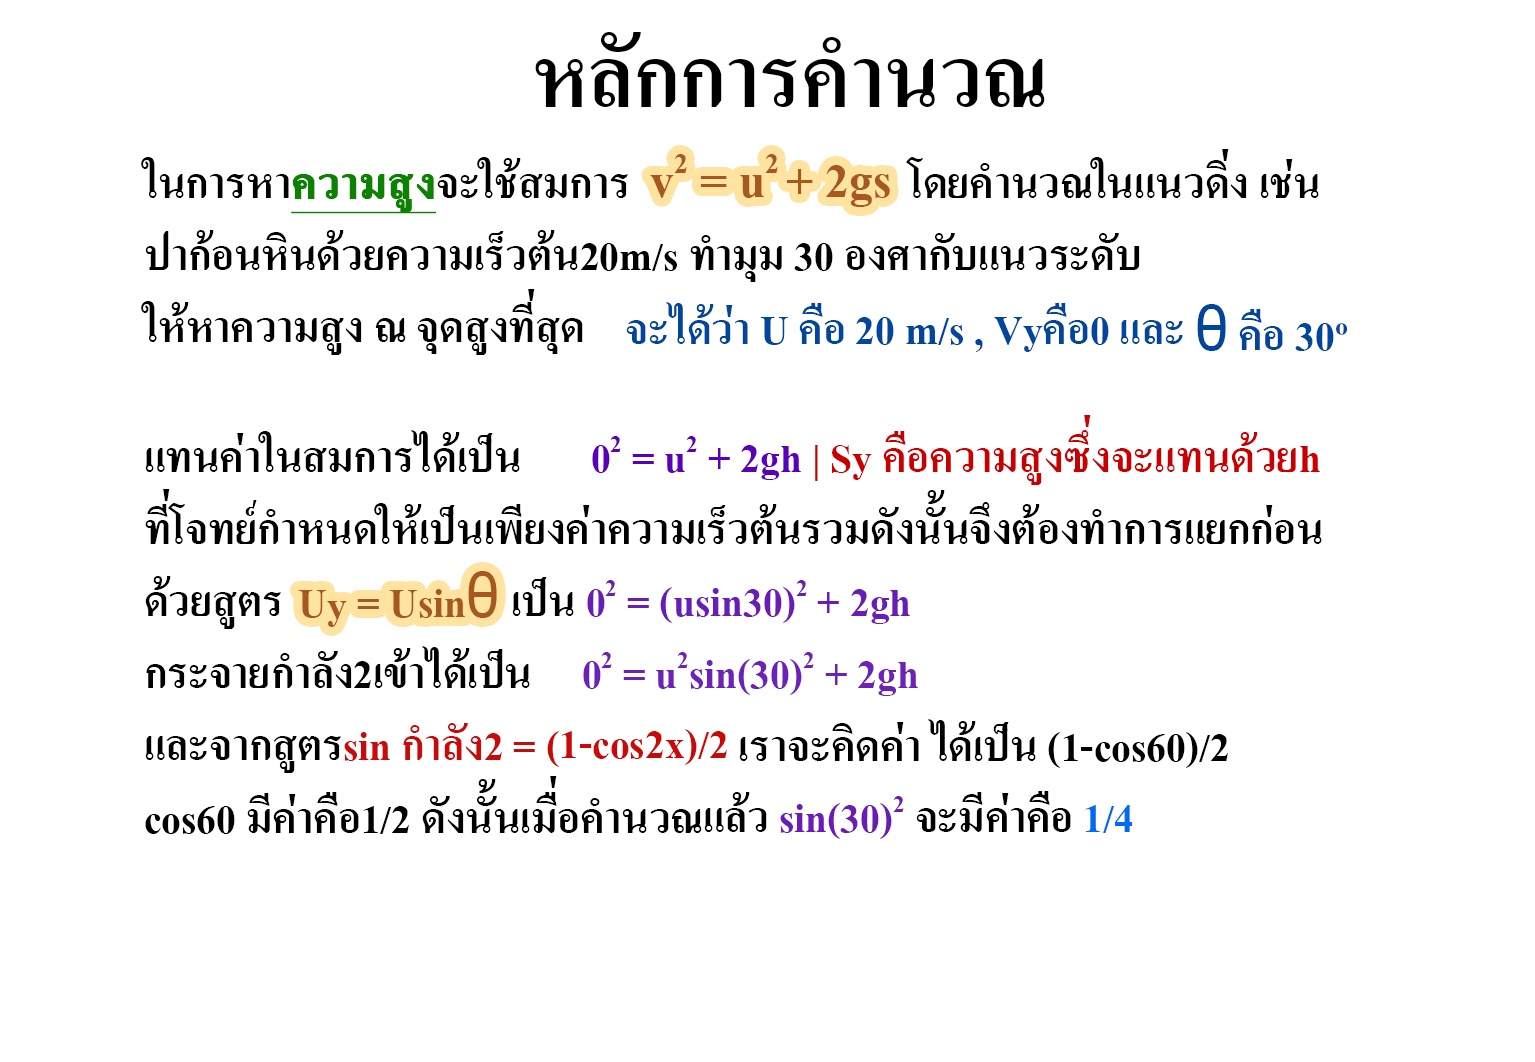 หลักการคำนวณ
ในการหาความสูงจะใช้สมการ v² = u² + 2gs โดยคำนวณในแนวดิ่ง เช่น
ปาก้อนหินด้วยความเร็วต้น20m/s ทำมุม 30 องศากับแนวระดับ
ให้หาความสูง ณ จุดสูงที่สุด จะได้ว่า U คือ 20 m/s , Vyคือ0 และ θ คือ 30º
แทนค่าในสมการได้เป็น 0² = u² + 2gh | Sy คือความสูงซึ่งจะแทนด้วยh
ที่โจทย์กำหนดให้เป็นเพียงค่าความเร็วต้นรวมดังนั้นจึงต้องทำการแยกก่อน
ด้วยสูตร Uy = Usinθ เป็น 0² = (usin30)² + 2gh
กระจายกำลัง2เข้าได้เป็น 0² = u²sin(30)² + 2gh
และจากสูตรsin กำลัง2 = (1-cos2x)/2 เราจะคิดค่า ได้เป็น (1-cos60)/2
cos60 มีค่าคือ1/2 ดังนั้นเมื่อคำนวณแล้ว sin(30)² จะมีค่าคือ 1/4